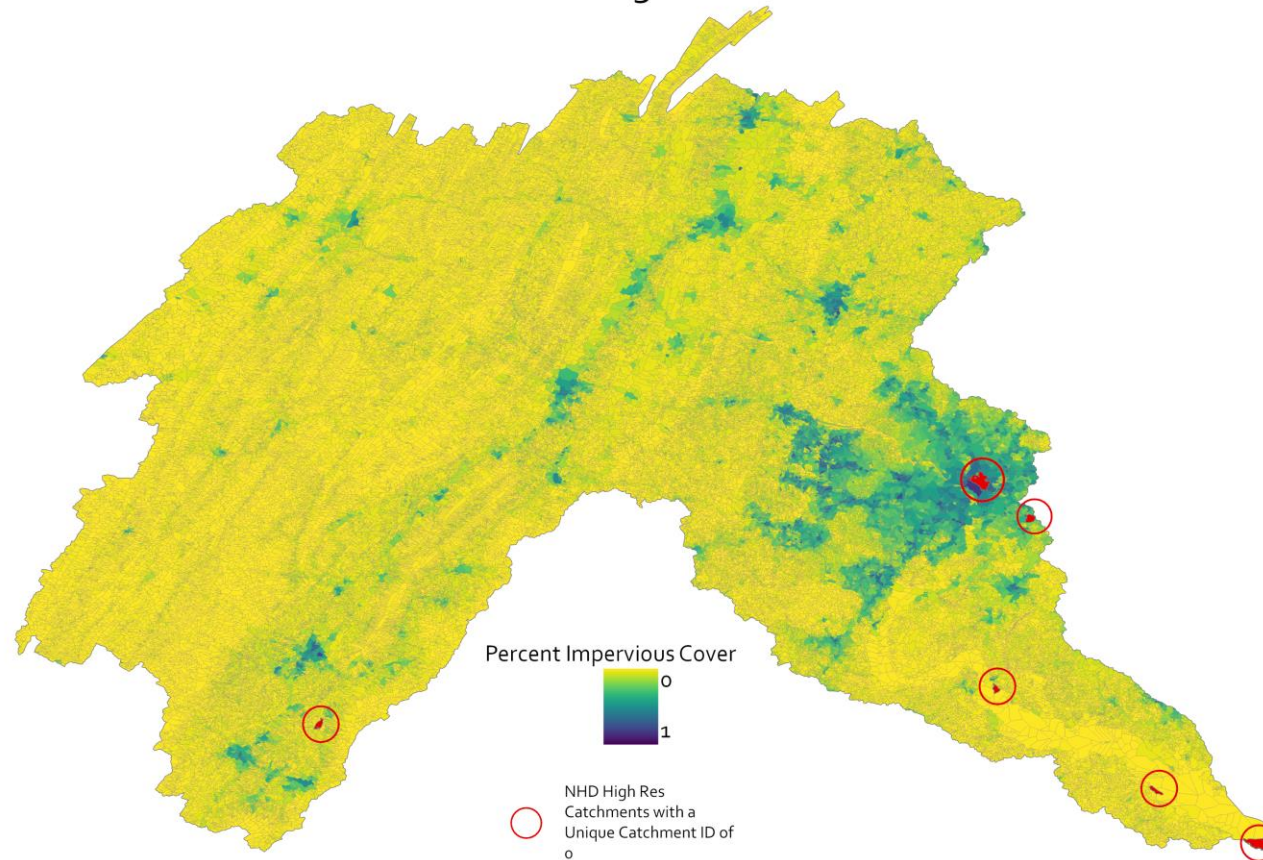 Percent Impervious Cover
0
1
NHD High Res
Catchments with a
Unique Catchment ID of
0